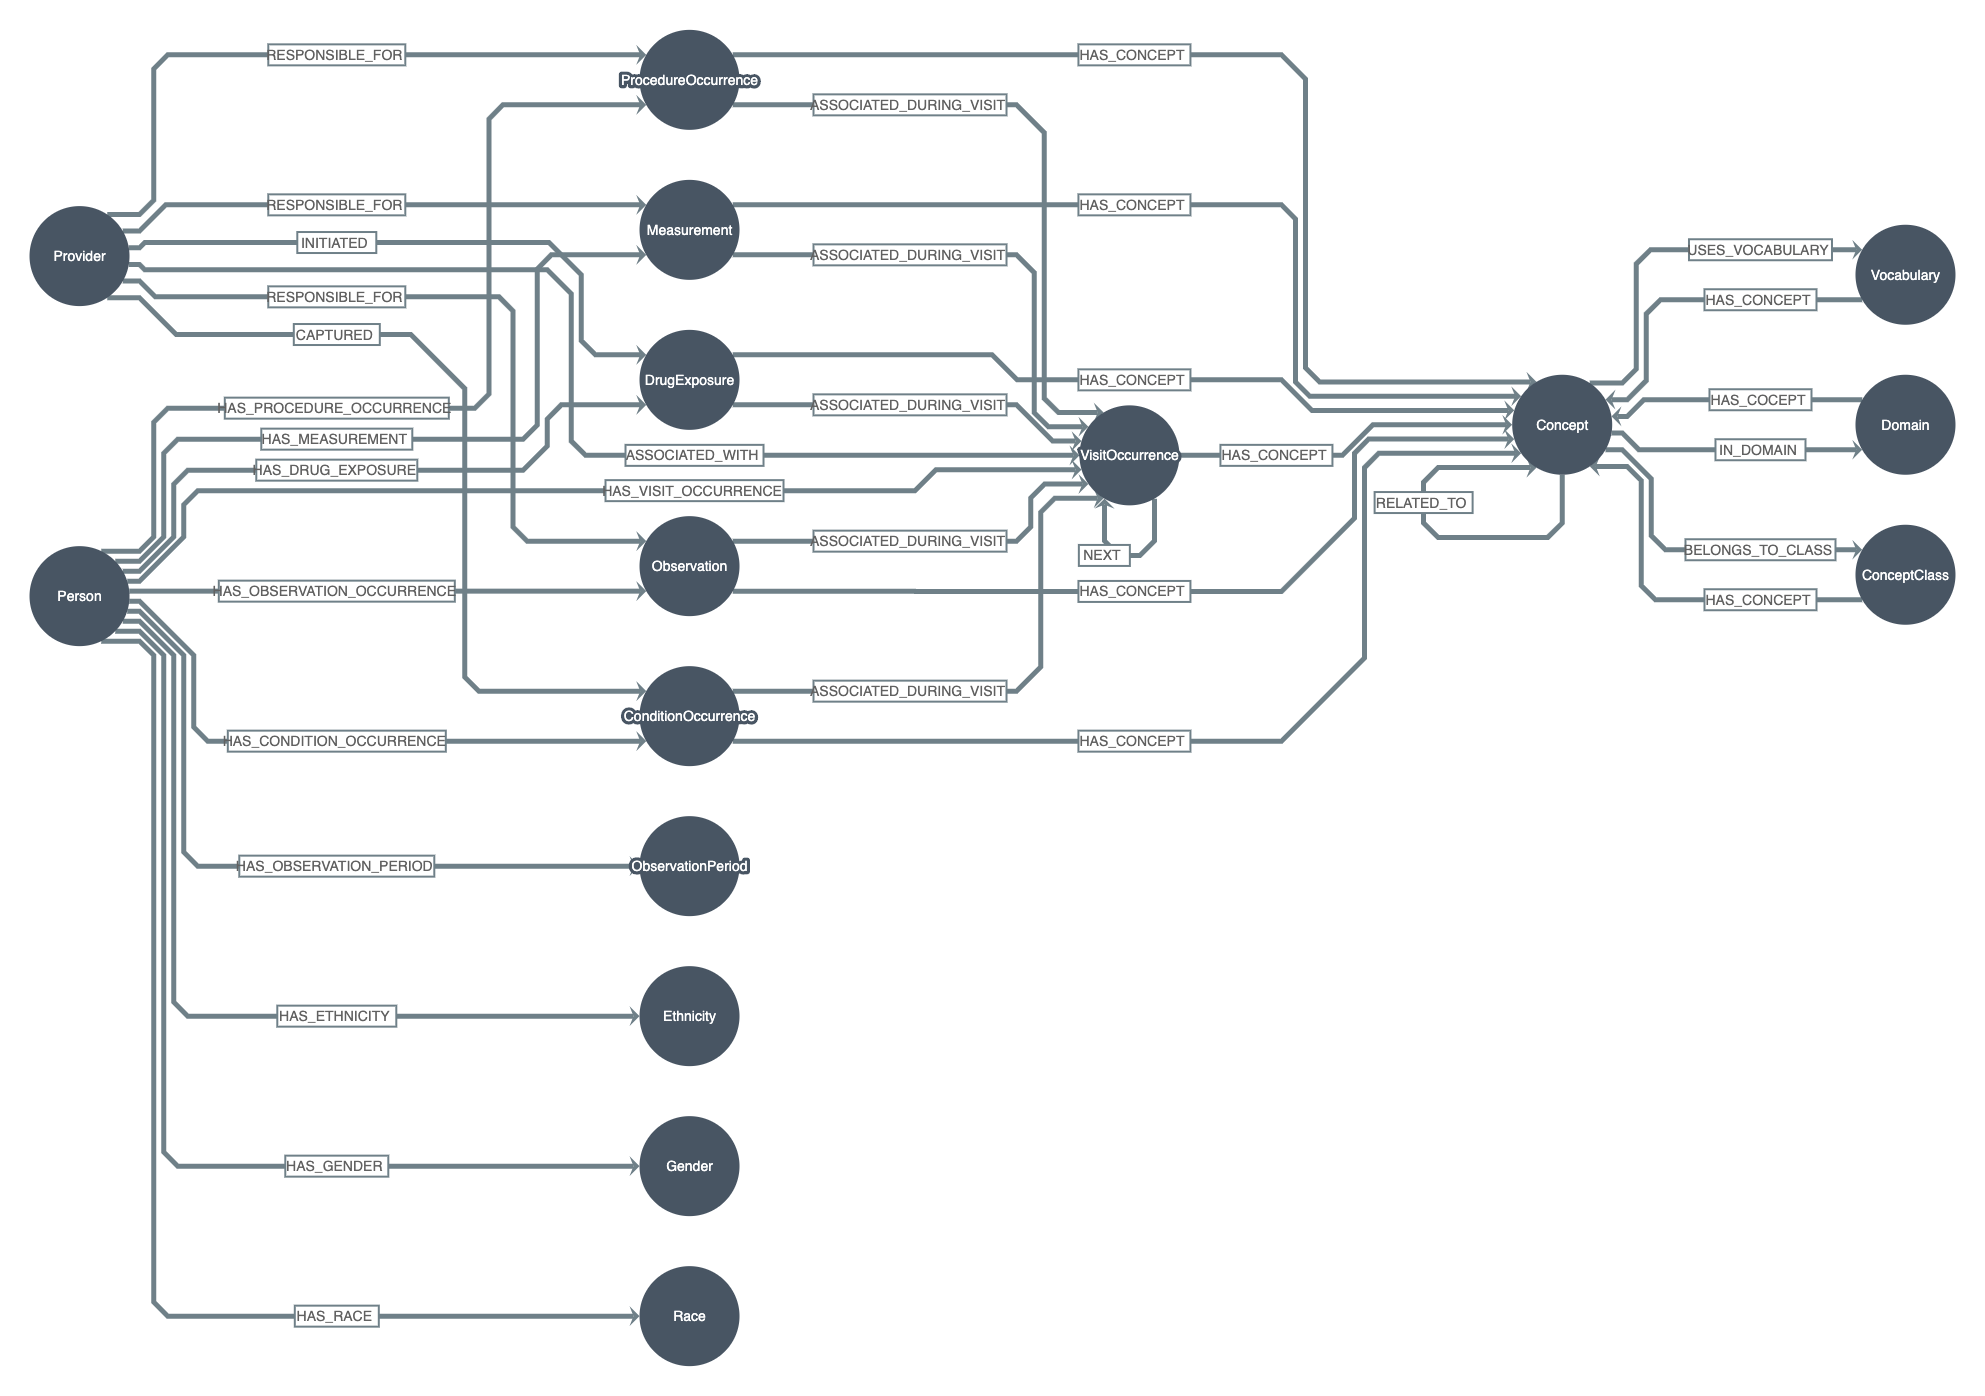 RESPONSIBLE_FOR
ProcedureOccurrence
HAS_CONCEPT
ASSOCIATED_DURING_VISIT
RESPONSIBLE_FOR
Measurement
HAS_CONCEPT
INITIATED
Provider
ASSOCIATED_DURING_VISIT
USES_VOCABULARY
Vocabulary
RESPONSIBLE_FOR
HAS_CONCEPT
CAPTURED
DrugExposure
HAS_CONCEPT
HAS_PROCEDURE_OCCURRENCE
ASSOCIATED_DURING_VISIT
HAS_COCEPT
Concept
Domain
HAS_MEASUREMENT
ASSOCIATED_WITH
VisitOccurrence
HAS_CONCEPT
IN_DOMAIN
HAS_DRUG_EXPOSURE
HAS_VISIT_OCCURRENCE
RELATED_TO
ASSOCIATED_DURING_VISIT
NEXT
BELONGS_TO_CLASS
Observation
ConceptClass
Person
HAS_OBSERVATION_OCCURRENCE
HAS_CONCEPT
HAS_CONCEPT
ASSOCIATED_DURING_VISIT
ConditionOccurrence
HAS_CONDITION_OCCURRENCE
HAS_CONCEPT
HAS_OBSERVATION_PERIOD
ObservationPeriod
HAS_ETHNICITY
Ethnicity
HAS_GENDER
Gender
HAS_RACE
Race